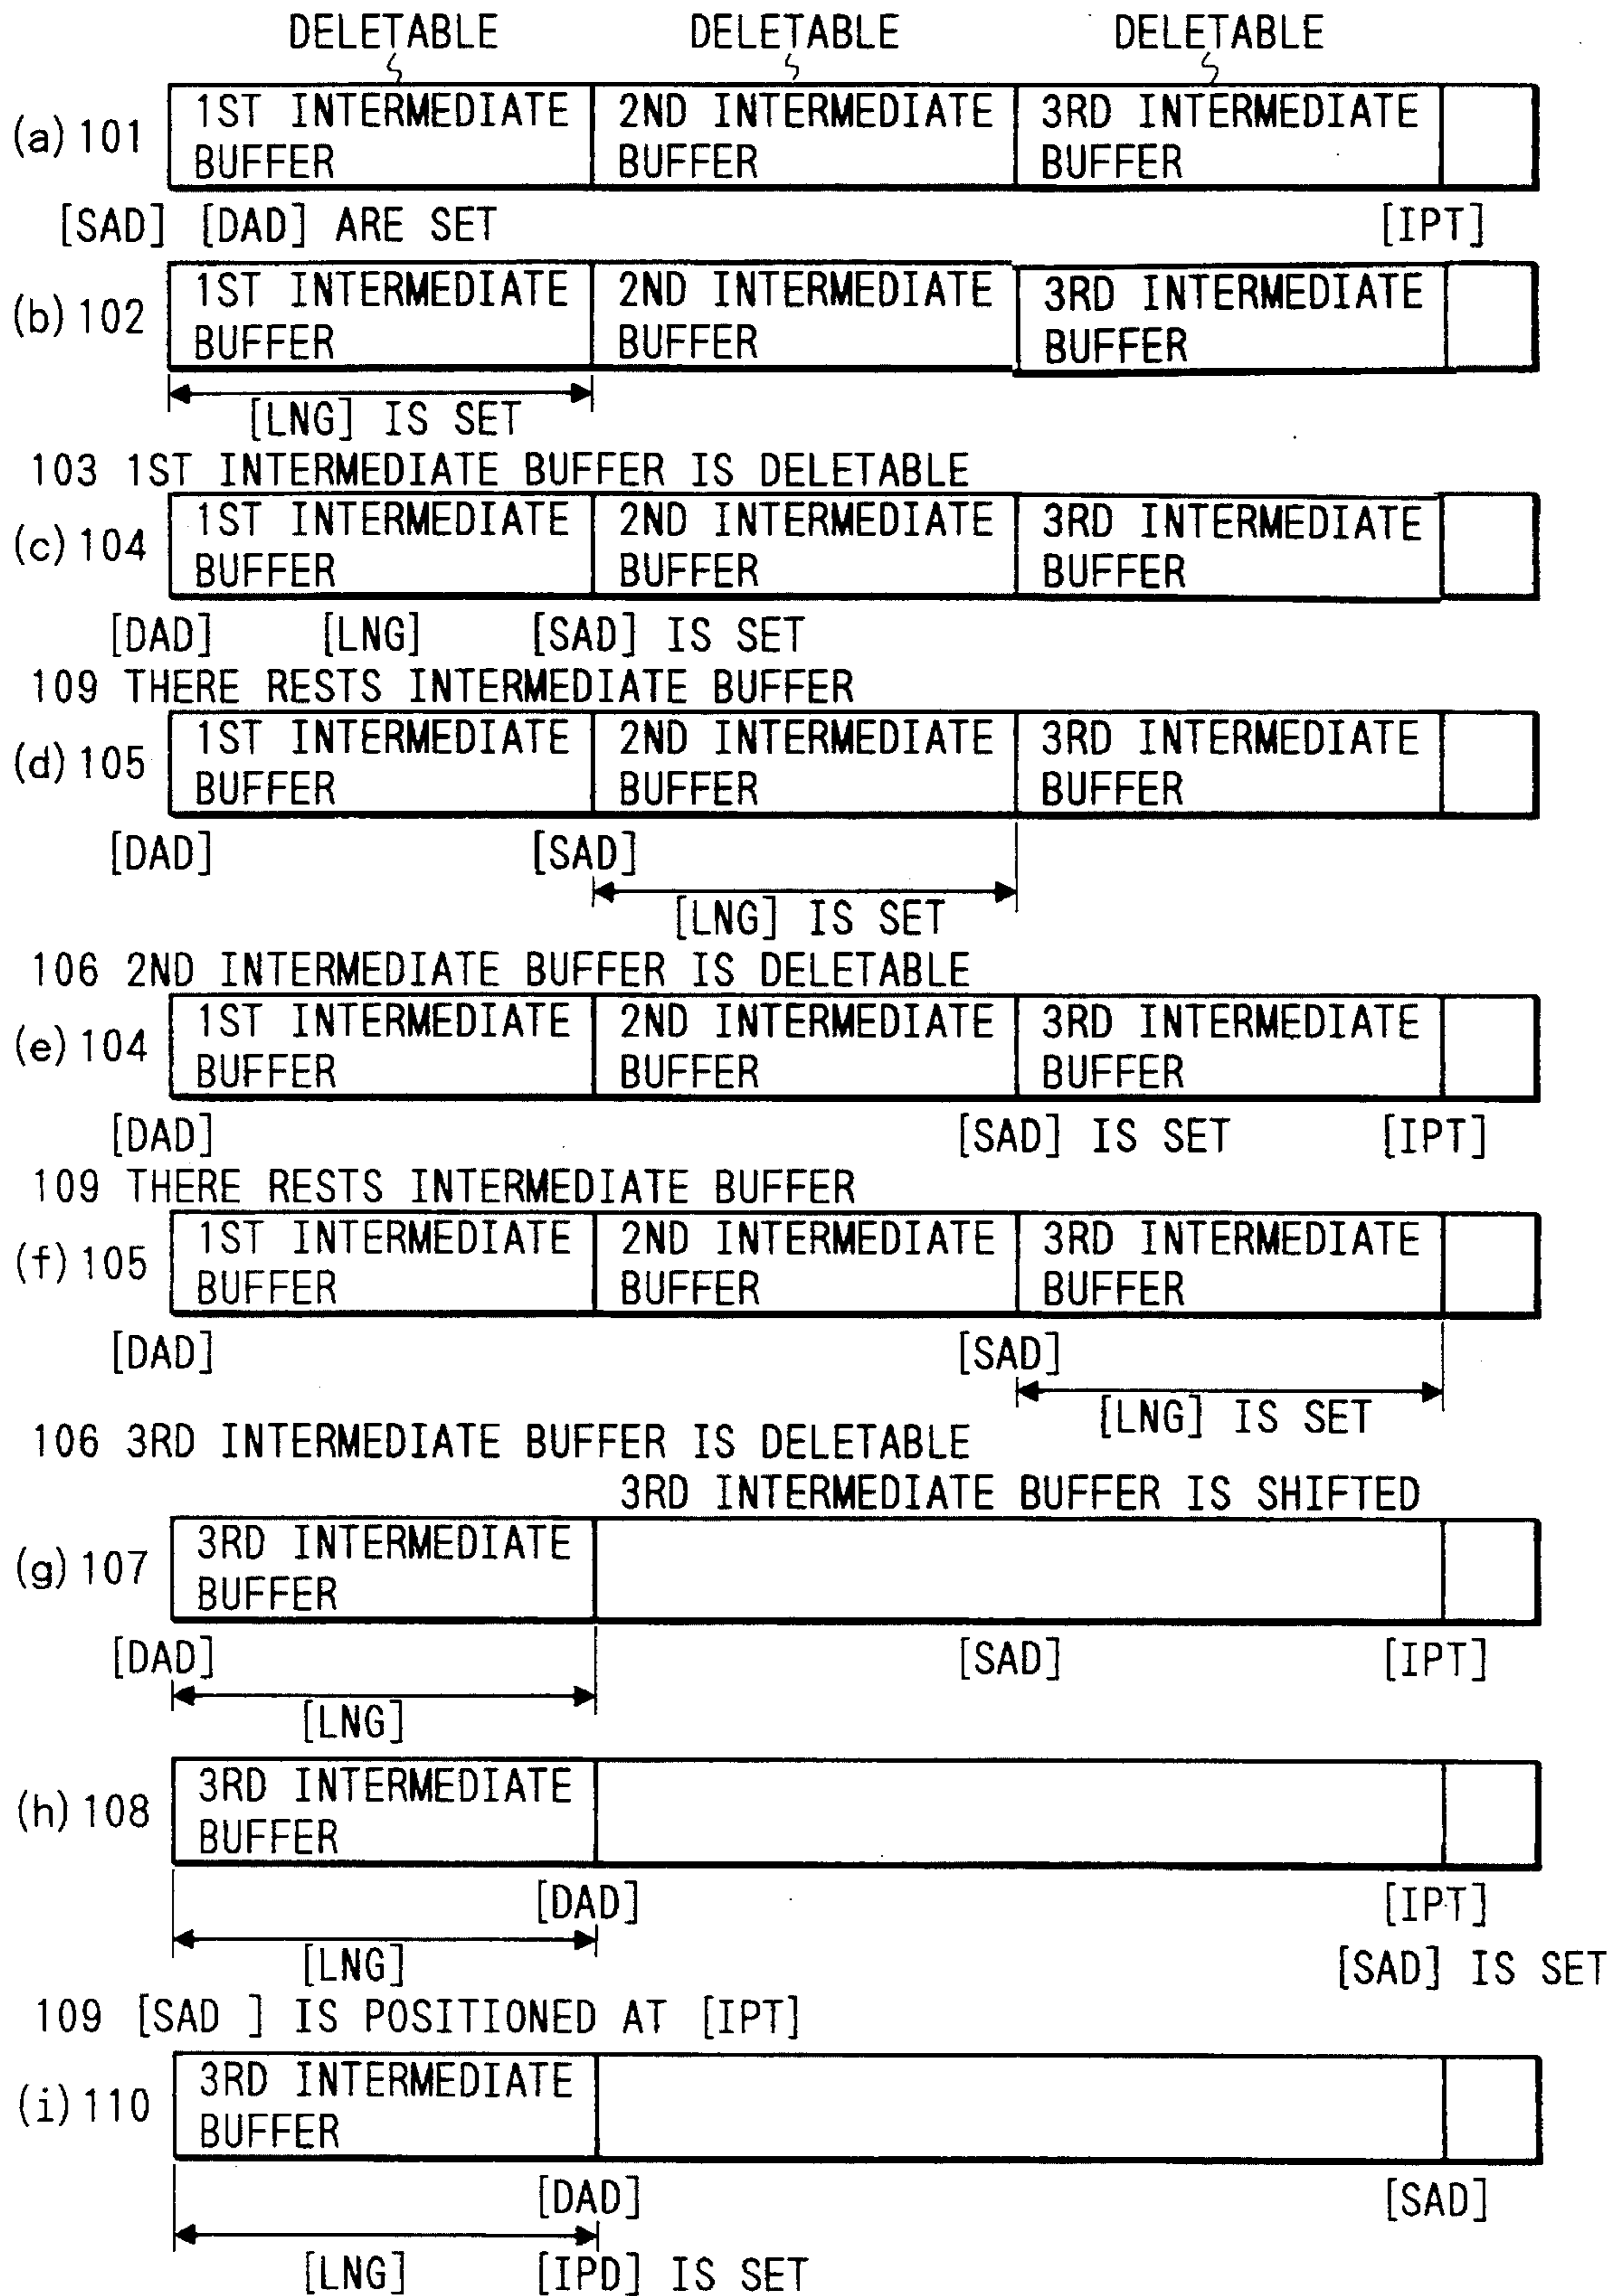 DELETABLE DELETABLE DELETABLE
(a) 101 1ST INTERMEDIATE BUFFER 2ND INTERMEDIATE BUFFER 3RD INTERMEDIATE BUFFER
[SAD] [DAD] ARE SET [IPT]
(b) 102 1ST INTERMEDIATE BUFFER 2ND INTERMEDIATE BUFFER 3RD INTERMEDIATE BUFFER
[LNG] IS SET
103 1ST INTERMEDIATE BUFFER IS DELETABLE
(c) 104 1ST INTERMEDIATE BUFFER 2ND INTERMEDIATE BUFFER 3RD INTERMEDIATE BUFFER
[DAD] [LNG] [SAD] IS SET
109 THERE RESTS INTERMEDIATE BUFFER
(d) 105 1ST INTERMEDIATE BUFFER 2ND INTERMEDIATE BUFFER 3RD INTERMEDIATE BUFFER
[DAD] [SAD]
[LNG] IS SET
106 2ND INTERMEDIATE BUFFER IS DELETABLE
(e) 104 1ST INTERMEDIATE BUFFER 2ND INTERMEDIATE BUFFER 3RD INTERMEDIATE BUFFER
[DAD] [SAD] IS SET [IPT]
109 THERE RESTS INTERMEDIATE BUFFER
(f) 105 1ST INTERMEDIATE BUFFER 2ND INTERMEDIATE BUFFER 3RD INTERMEDIATE BUFFER
[DAD] [SAD]
[LNG] IS SET
106 3RD INTERMEDIATE BUFFER IS DELETABLE
3RD INTERMEDIATE BUFFER IS SHIFTED
(g) 107 3RD INTERMEDIATE BUFFER
[DAD] [SAD] [IPT]
[LNG]
(h) 108 3RD INTERMEDIATE BUFFER
[DAD] [IPT]
[LNG] [SAD] IS SET
109 [SAD ] IS POSITIONED AT [IPT]
(i) 110 3RD INTERMEDIATE BUFFER
[DAD] [SAD]
[LNG] [IPD] IS SET